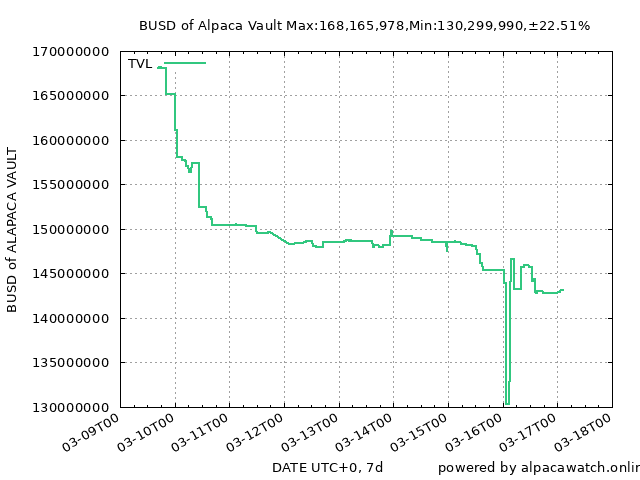 BUSD of Alpaca Vault Max:168,165,978,Min:130,299,990,±22.51%
TVL
170000000
165000000
160000000
155000000
150000000
145000000
140000000
135000000
130000000
BUSD of ALAPACA VAULT
03-09T00
03-10T00
03-11T00
03-12T00
03-13T00
03-14T00
03-15T00
03-16T00
03-17T00
03-18T00
DATE UTC+0, 7d
powered by alpacawatch.onlin